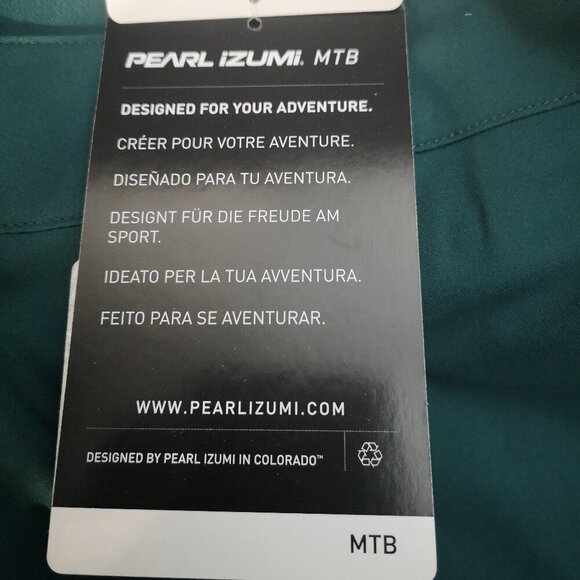 PEARL IZUMI. MTB
DESIGNED FOR YOUR ADVENTURE.
CRÉER POUR VOTRE AVENTURE.
DISEÑADO PARA TU AVENTURA.
DESIGNT FÜR DIE FREUDE AM
SPORT.
IDEATO PER LA TUA AVVENTURA.
FEITO PARA SE AVENTURAR.
WWW.PEARLIZUMI.COM
DESIGNED BY PEARL IZUMI IN COLORADO™
MTB